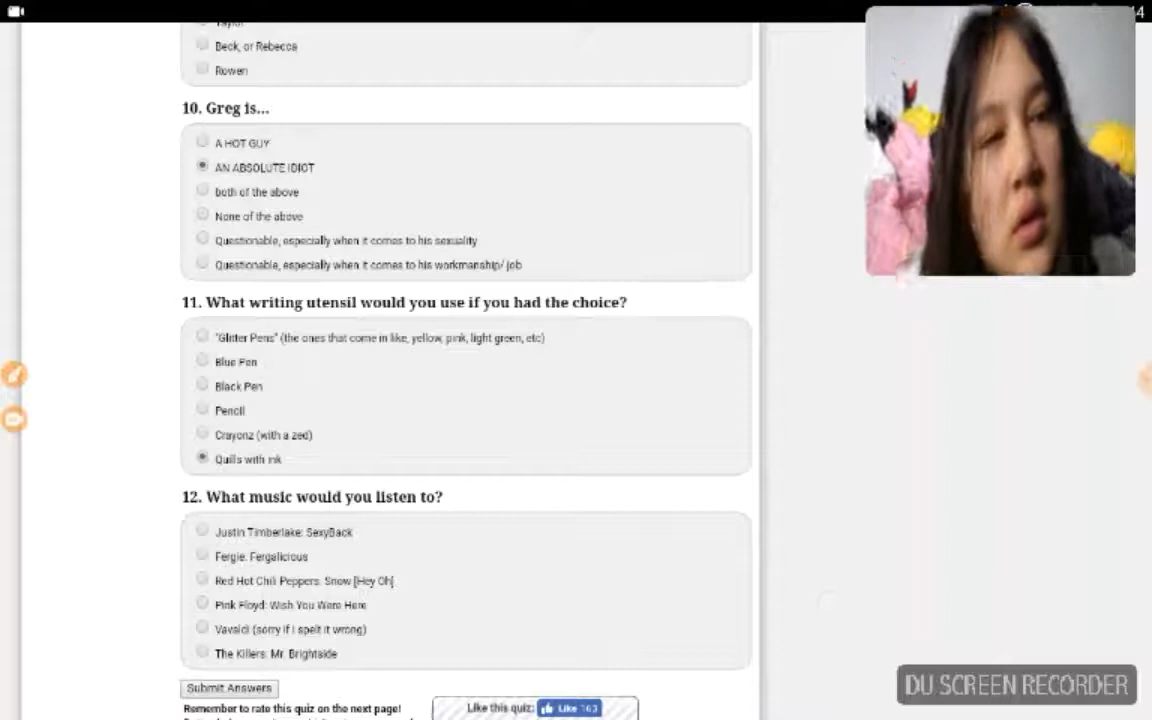 Taylor
Beck, or Rebecca
Rowen
10. Greg is...
A HOT GUY
AN ABSOLUTE IDIOT
both of the above
None of the above
Questionable, especially when it comes to his sexuality
Questionable, especially when it comes to his workmanship/ job
11. What writing utensil would you use if you had the choice?
"Glitter Pens" (the ones that come in like, yellow, pink, light green, etc)
Blue Pen
Black Pen
Pencil
Crayonz (with a zed)
Quills with ink
12. What music would you listen to?
Justin Timberlake: SexyBack
Fergie: Fergalicious
Red Hot Chili Peppers: Snow [Hey Oh]
Pink Floyd: Wish You Were Here
Vavaldi (sorry if I spelt it wrong)
The Killers: Mr. Brightside
Submit Answers
Remember to rate this quiz on the next page!
Like this quiz: Like 163
DU SCREEN RECORDER